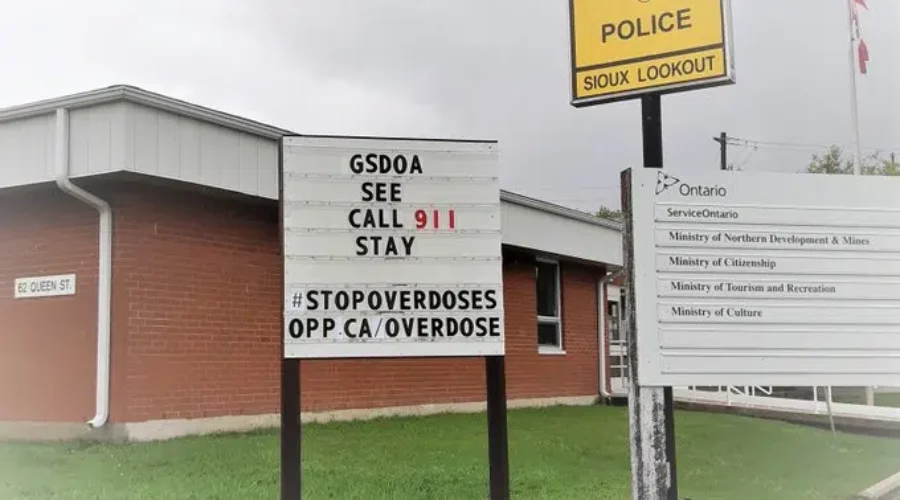 POLICE
SIOUX LOOKOUT
GSDOA
SEE
CALL 911
STAY
#STOPOVERDOSES
OPP.CA/OVERDOSE
62 QUEEN ST.
Ontario
ServiceOntario
Ministry of Northern Development & Mines
Ministry of Citizenship
Ministry of Tourism and Recreation
Ministry of Culture